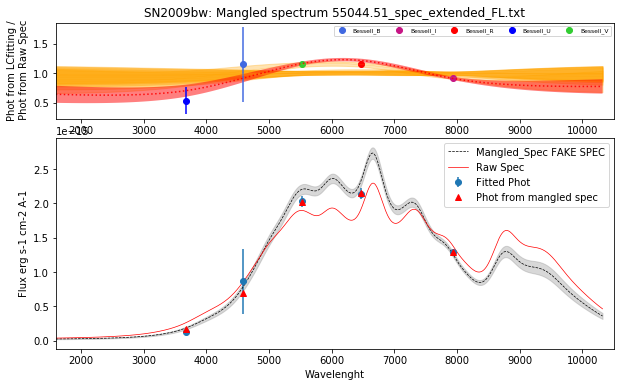 SN2009bw: Mangled spectrum 55044.51_spec_extended_FL.txt
Phot from LCfitting /
Phot from Raw Spec
1.5
1.0
0.5
Bessell_B Bessell_I Bessell_R Bessell_U Bessell_V
2000 3000 4000 5000 6000 7000 8000 9000 10000
Flux erg s-1 cm-2 A-1
2.5
2.0
1.5
1.0
0.5
0.0
Mangled_Spec FAKE SPEC
Raw Spec
Fitted Phot
Phot from mangled spec
2000 3000 4000 5000 6000 7000 8000 9000 10000
Wavelenght